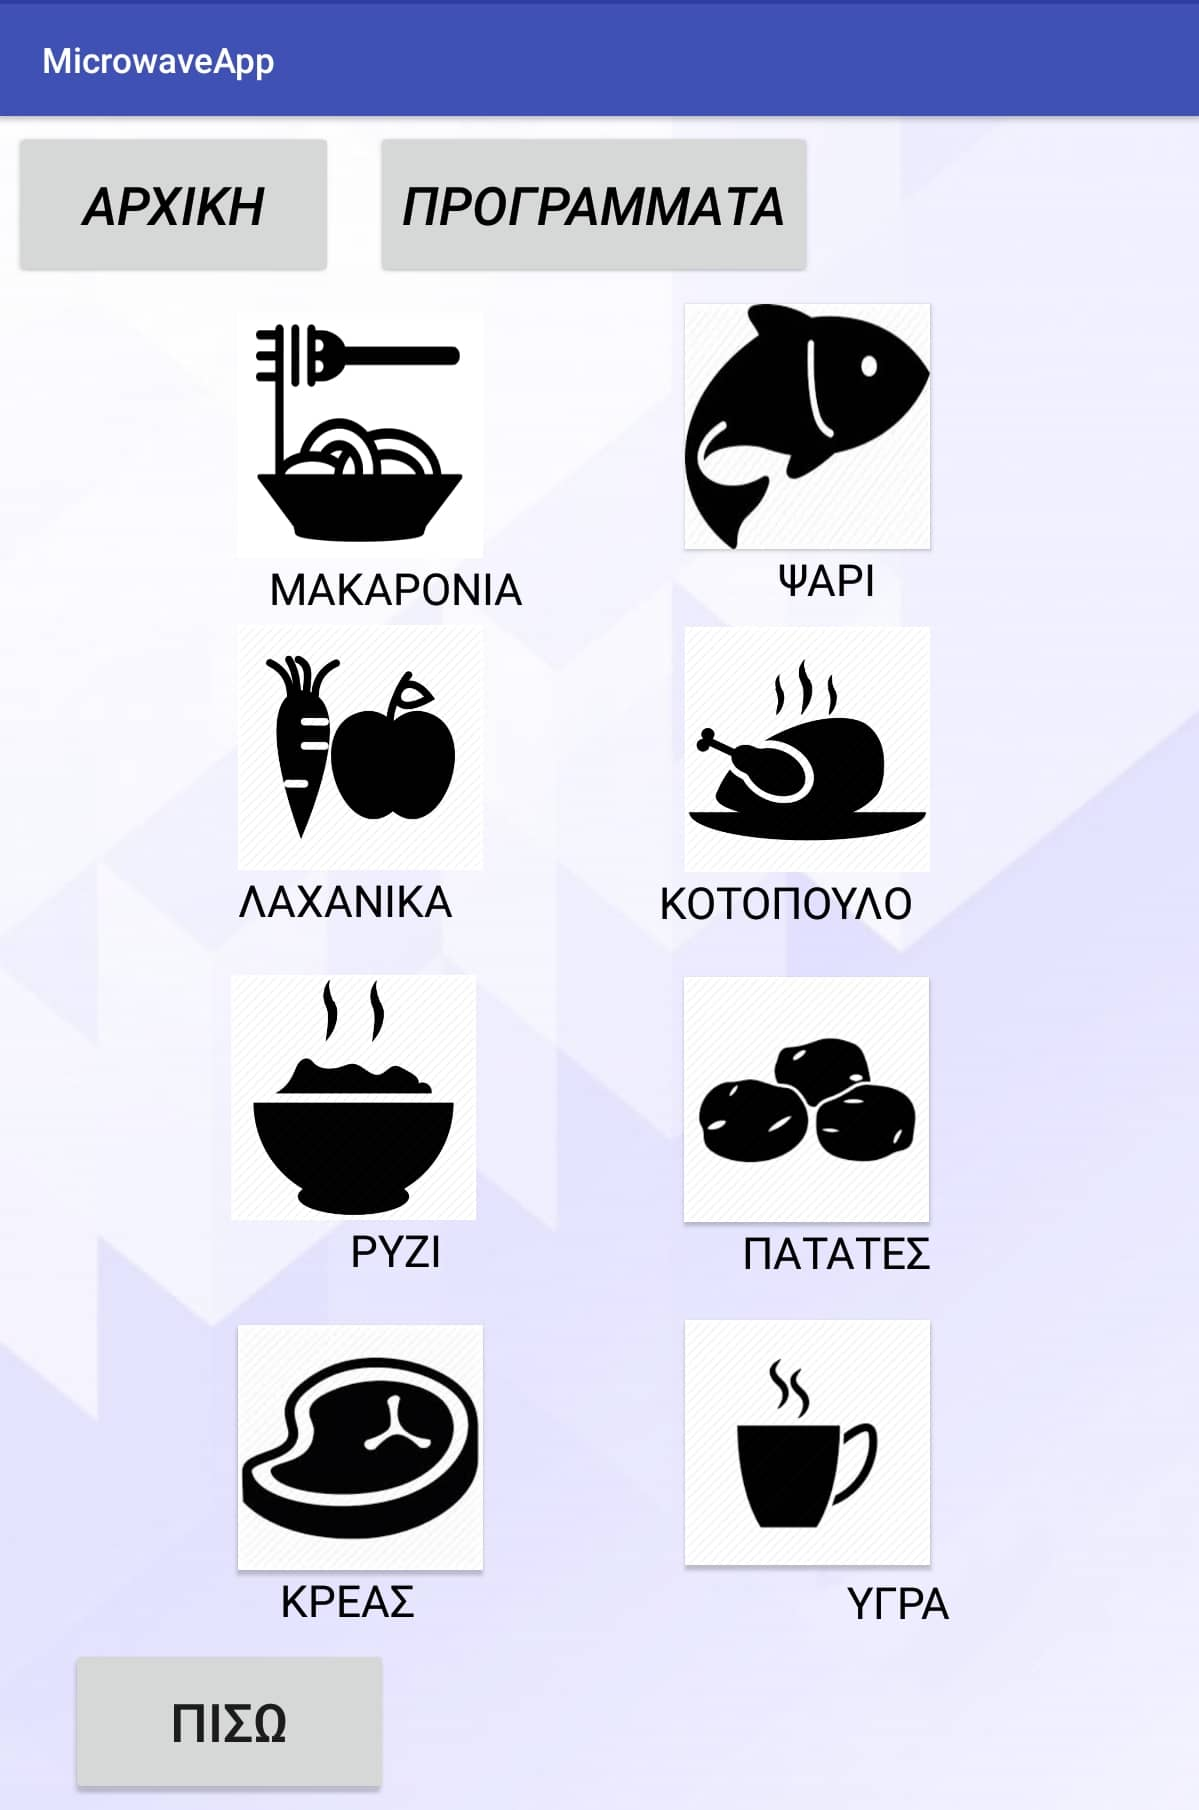 MicrowaveApp
ΑΡΧΙΚΗ ΠΡΟΓΡΑΜΜΑΤΑ
ΜΑΚΑΡΟΝΙΑ ΨΑΡΙ
ΛΑΧΑΝΙΚΑ ΚΟΤΟΠΟΥΛΟ
ΡΥΖΙ ΠΑΤΑΤΕΣ
ΚΡΕΑΣ ΥΓΡΑ
ΠΙΣΩ